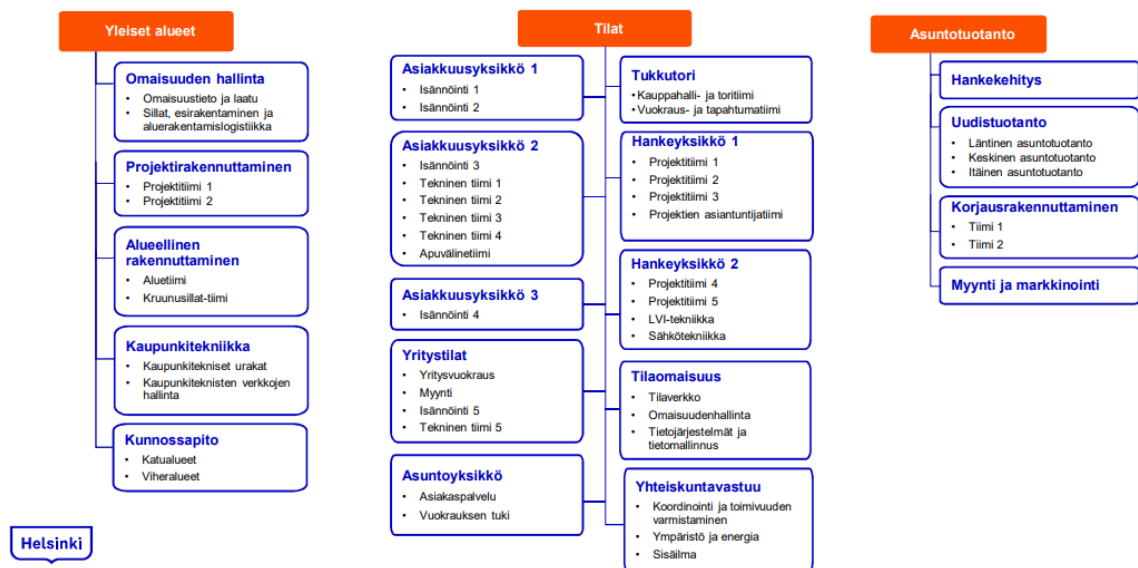 Yleiset alueet
Omaisuuden hallinta
• Omaisuustieto ja laatu
• Sillat, esirakentaminen ja
aluerakentamislogistiikka
Projektirakennuttaminen
• Projektitiimi 1
• Projektitiimi 2
Alueellinen
rakennuttaminen
• Aluetiimi
• Kruunusillat-tiimi
Kaupunkitekniikka
• Kaupunkitekniset urakat
• Kaupunkiteknisten verkkojen
hallinta
Kunnossapito
• Katualueet
• Viheralueet
Tilat
Asiakkuusyksikkö 1
• Isännöinti 1
• Isännöinti 2
Asiakkuusyksikkö 2
• Isännöinti 3
• Tekninen tiimi 1
• Tekninen tiimi 2
• Tekninen tiimi 3
• Tekninen tiimi 4
• Apuvälinetiimi
Asiakkuusyksikkö 3
• Isännöinti 4
Yritystilat
• Yritysvuokraus
• Myynti
• Isännöinti 5
• Tekninen tiimi 5
Asuntoyksikkö
• Asiakaspalvelu
• Vuokrauksen tuki
Tukkutori
• Kauppahalli- ja toritiimi
• Vuokraus- ja tapahtumatiimi
Hankeyksikkö 1
• Projektitiimi 1
• Projektitiimi 2
• Projektitiimi 3
• Projektien asiantuntijatiimi
Hankeyksikkö 2
• Projektitiimi 4
• Projektitiimi 5
• LVI-tekniikka
• Sähkötekniikka
Tilaomaisuus
• Tilaverkko
• Omaisuudenhallinta
• Tietojärjestelmät ja
tietomallinnus
Yhteiskuntavastuu
• Koordinointi ja toimivuuden
varmistaminen
• Ympäristö ja energia
• Sisäilma
Asuntotuotanto
Hankekehitys
Uudistuotanto
• Läntinen asuntotuotanto
• Keskinen asuntotuotanto
• Itäinen asuntotuotanto
Korjausrakennuttaminen
• Tiimi 1
• Tiimi 2
Myynti ja markkinointi
Helsinki